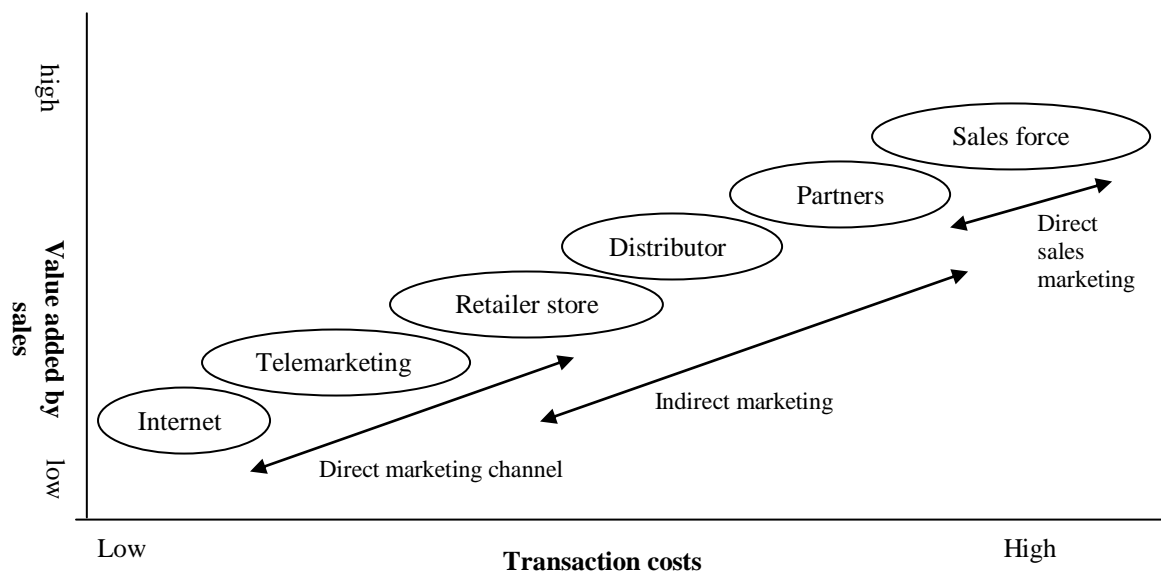 high
Sales force
Partners
Direct
sales
marketing
Distributor
Value added by
sales
Retailer store
Telemarketing
Indirect marketing
Internet
Direct marketing channel
low
Low
Transaction costs
High